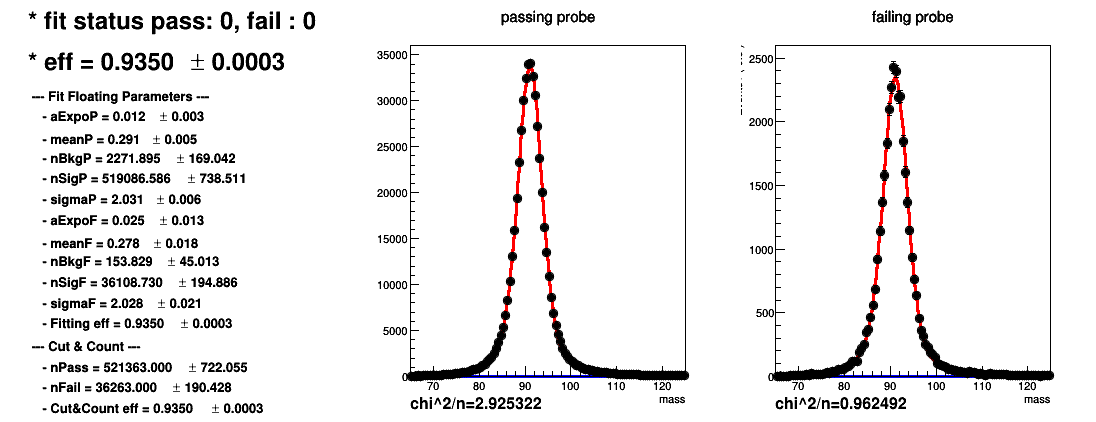 * fit status pass: 0, fail : 0
* eff = 0.9350 ± 0.0003
--- Fit Floating Parameters ---
- aExpoP = 0.012 ± 0.003
- meanP = 0.291 ± 0.005
- nBkgP = 2271.895 ± 169.042
- nSigP = 519086.586 ± 738.511
- sigmaP = 2.031 ± 0.006
- aExpoF = 0.025 ± 0.013
- meanF = 0.278 ± 0.018
- nBkgF = 153.829 ± 45.013
- nSigF = 36108.730 ± 194.886
- sigmaF = 2.028 ± 0.021
- Fitting eff = 0.9350 ± 0.0003
--- Cut & Count ---
- nPass = 521363.000 ± 722.055
- nFail = 36263.000 ± 190.428
- Cut&Count eff = 0.9350 ± 0.0003
passing probe
35000
30000
25000
20000
15000
10000
5000
0
70 80 90 100 110 120
mass
chi^2/n=2.925322
failing probe
2500
2000
1500
1000
500
0
70 80 90 100 110 120
mass
chi^2/n=0.962492